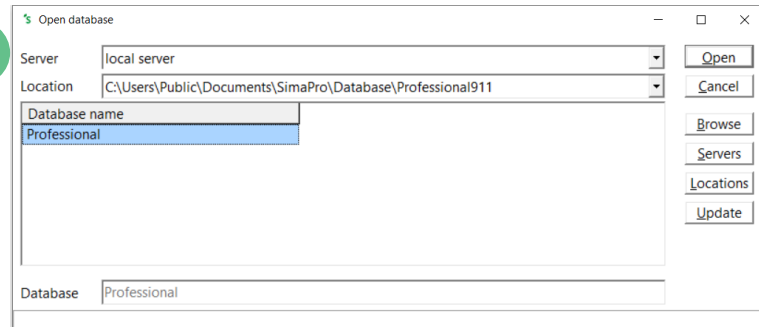 Open database
Server
local server
Open
Location
C:\Users\Public\Documents\SimaPro\Database\Professional911
Cancel
Database name
Professional
Browse
Servers
Locations
Update
Database
Professional